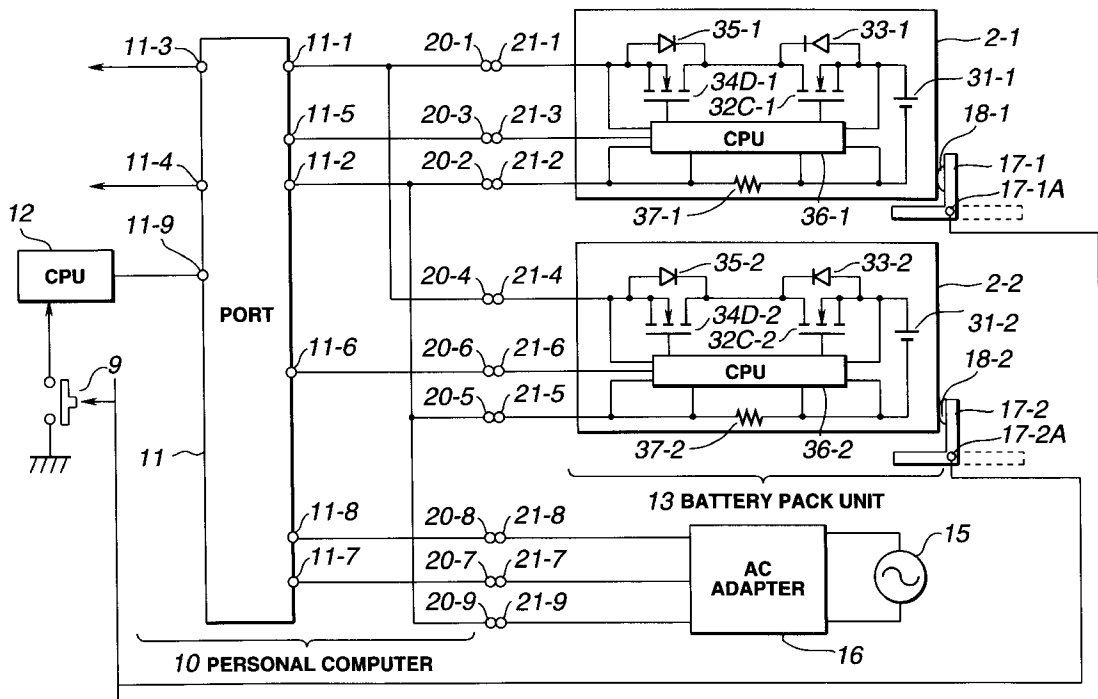 11-3
11-1
20-1 21-1
35-1
33-1
2-1
31-1
34D-1
32C-1
11-5
20-3 21-3
CPU
18-1
11-4
11-2
20-2 21-2
17-1
17-1A
12
11-9
37-1
36-1
CPU
PORT
20-4 21-4
35-2
33-2
2-2
34D-2
32C-2
31-2
11-6
20-6 21-6
CPU
18-2
9
20-5 21-5
17-2
17-2A
11
37-2
36-2
13 BATTERY PACK UNIT
11-8
20-8 21-8
15
11-7
20-7 21-7
AC
ADAPTER
20-9 21-9
16
10 PERSONAL COMPUTER